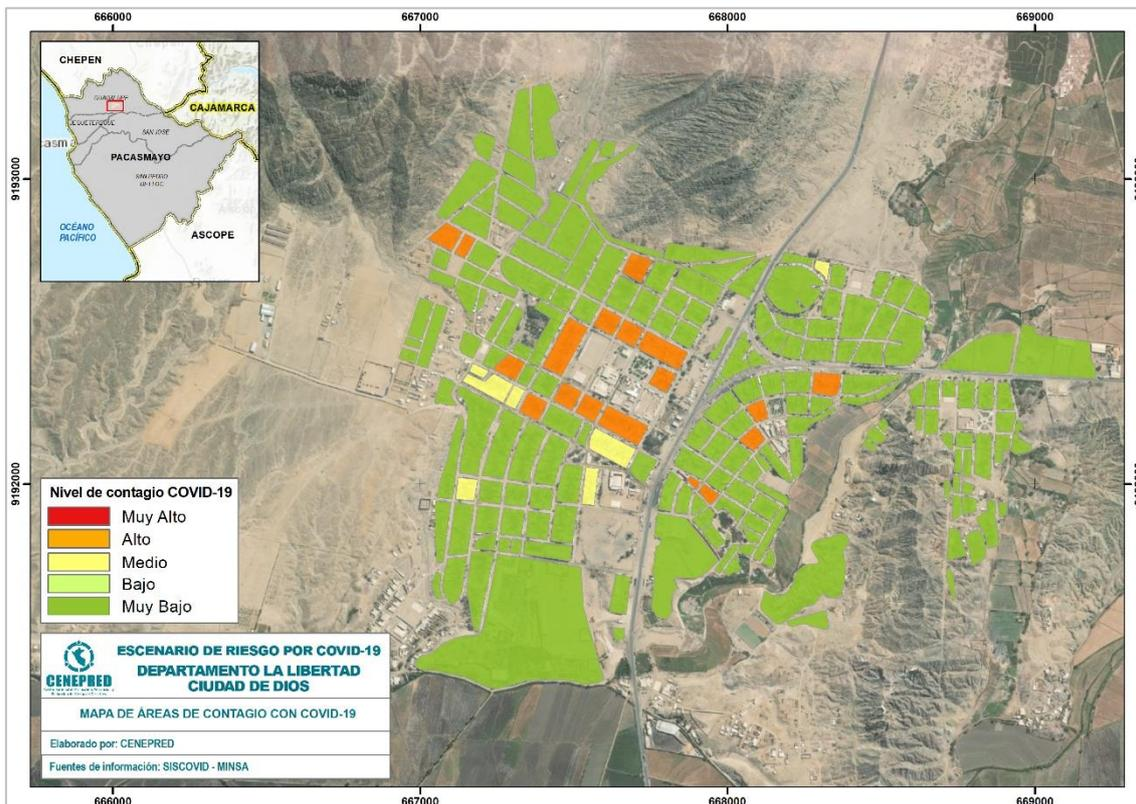 666000 667000 668000 669000
CHEPEN
CAJAMARCA
SAN JOSE
PACASMAYO
OCÉANO
PACÍFICO
ASCOPE
9193000
9192000
Nivel de contagio COVID-19
Muy Alto
Alto
Medio
Bajo
Muy Bajo
CENEPRED
ESCENARIO DE RIESGO POR COVID-19
DEPARTAMENTO LA LIBERTAD
CIUDAD DE DIOS
MAPA DE ÁREAS DE CONTAGIO CON COVID-19
Elaborado por: CENEPRED
Fuentes de información: SISCOVID - MINSA
666000 667000 668000 669000